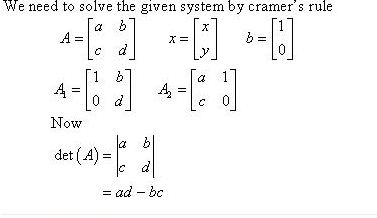 We need to solve the given system by cramer's rule
A = [a b; c d] x = [x; y] b = [1; 0]
A₁ = [1 b; 0 d] A₂ = [a 1; c 0]
Now
det (A) = |a b; c d|
= ad − bc